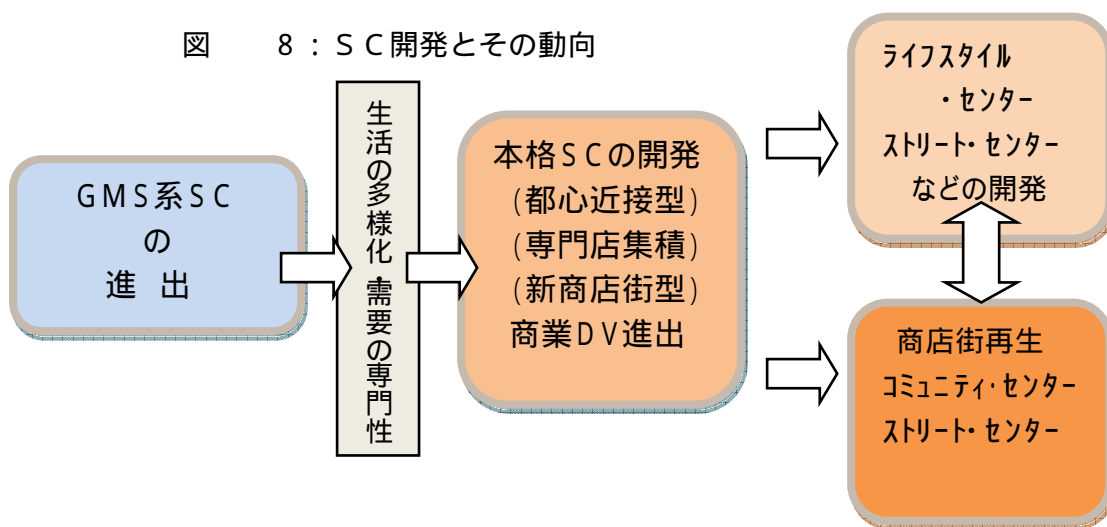 図　　8：ＳＣ開発とその動向
ＧＭＳ系ＳＣ
の
進 出
生活の多様化・需要の専門性
本格ＳＣの開発
(都心近接型)
(専門店集積)
(新商店街型)
商業ＤＶ進出
ﾗｲﾌｽﾀｲﾙ
・ｾﾝﾀｰ
ｽﾄﾘｰﾄ・ｾﾝﾀｰ
などの開発
商店街再生
ｺﾐｭﾆﾃｨ・ｾﾝﾀｰ
ｽﾄﾘｰﾄ・ｾﾝﾀｰ